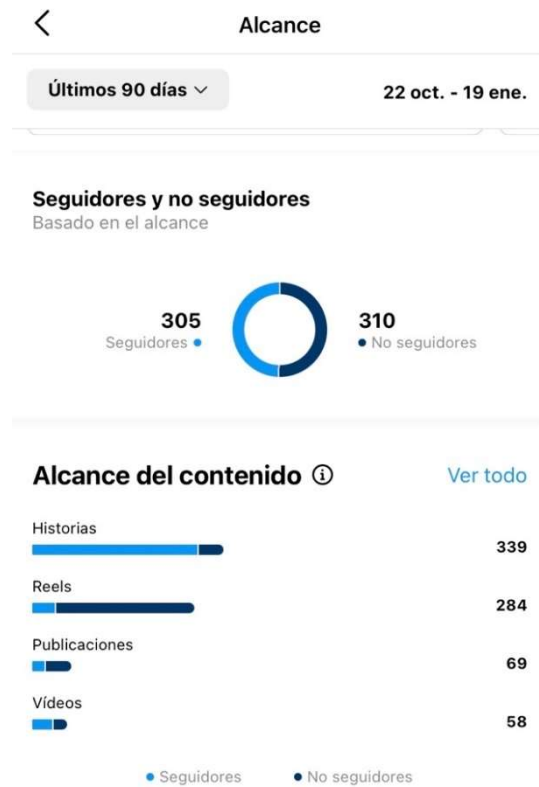 Alcance
Últimos 90 días
22 oct. - 19 ene.
Seguidores y no seguidores
Basado en el alcance
305
Seguidores
310
No seguidores
Alcance del contenido
Ver todo
Historias
339
Reels
284
Publicaciones
69
Vídeos
58
Seguidores
No seguidores